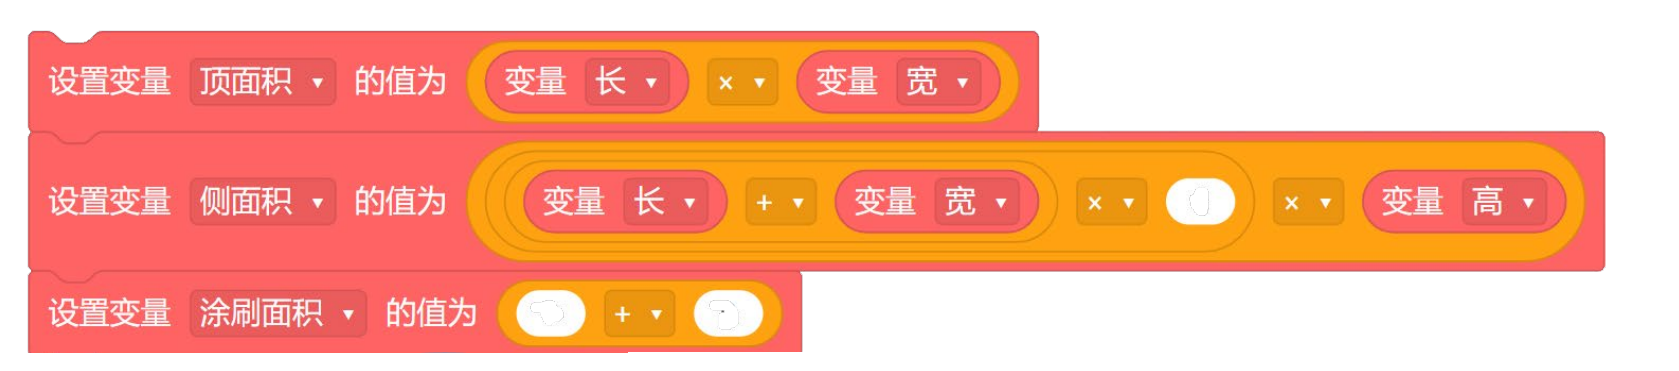 设置变量 顶面积 ▼ 的值为 变量 长 ▼ × ▼ 变量 宽 ▼
设置变量 侧面积 ▼ 的值为 变量 长 ▼ + ▼ 变量 宽 ▼ × ▼ × ▼ 变量 高 ▼
设置变量 涂刷面积 ▼ 的值为 + ▼